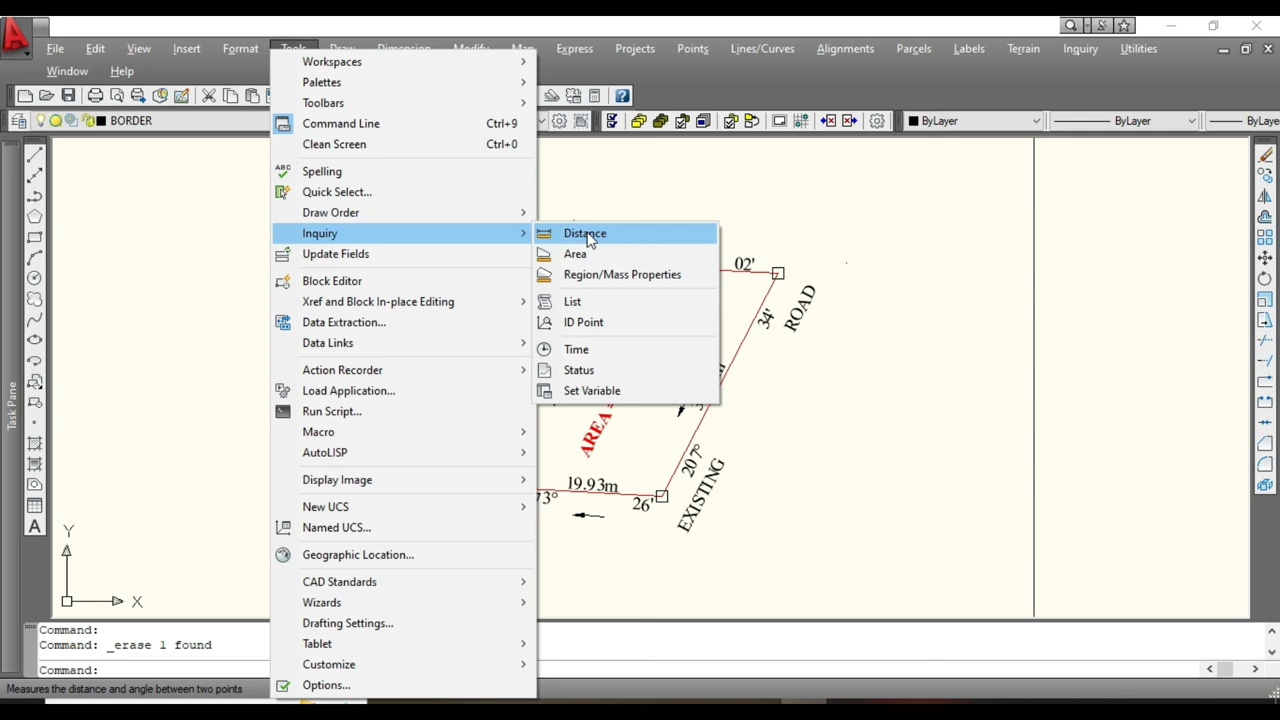 File Edit View Insert Format Tools Draw Dimension Modify Map Express Projects Points Lines/Curves Alignments Parcels Labels Terrain Inquiry Utilities
Window Help
BORDER
ByLayer
ByLayer
ByLayer
Workspaces
Palettes
Toolbars
Command Line Ctrl+9
Clean Screen Ctrl+0
Spelling
Quick Select...
Draw Order
Inquiry
Update Fields
Block Editor
Xref and Block In-place Editing
Data Extraction...
Data Links
Action Recorder
Load Application...
Run Script...
Macro
AutoLISP
Display Image
New UCS
Named UCS...
Geographic Location...
CAD Standards
Wizards
Drafting Settings...
Tablet
Customize
Options...
Distance
Area
Region/Mass Properties
List
ID Point
Time
Status
Set Variable
02'
34'
ROAD
AREA
207°
EXISTING
19.93m
73°
26'
Task Pane
A
Y
X
Command:
Command: _erase 1 found
Command:
Measures the distance and angle between two points